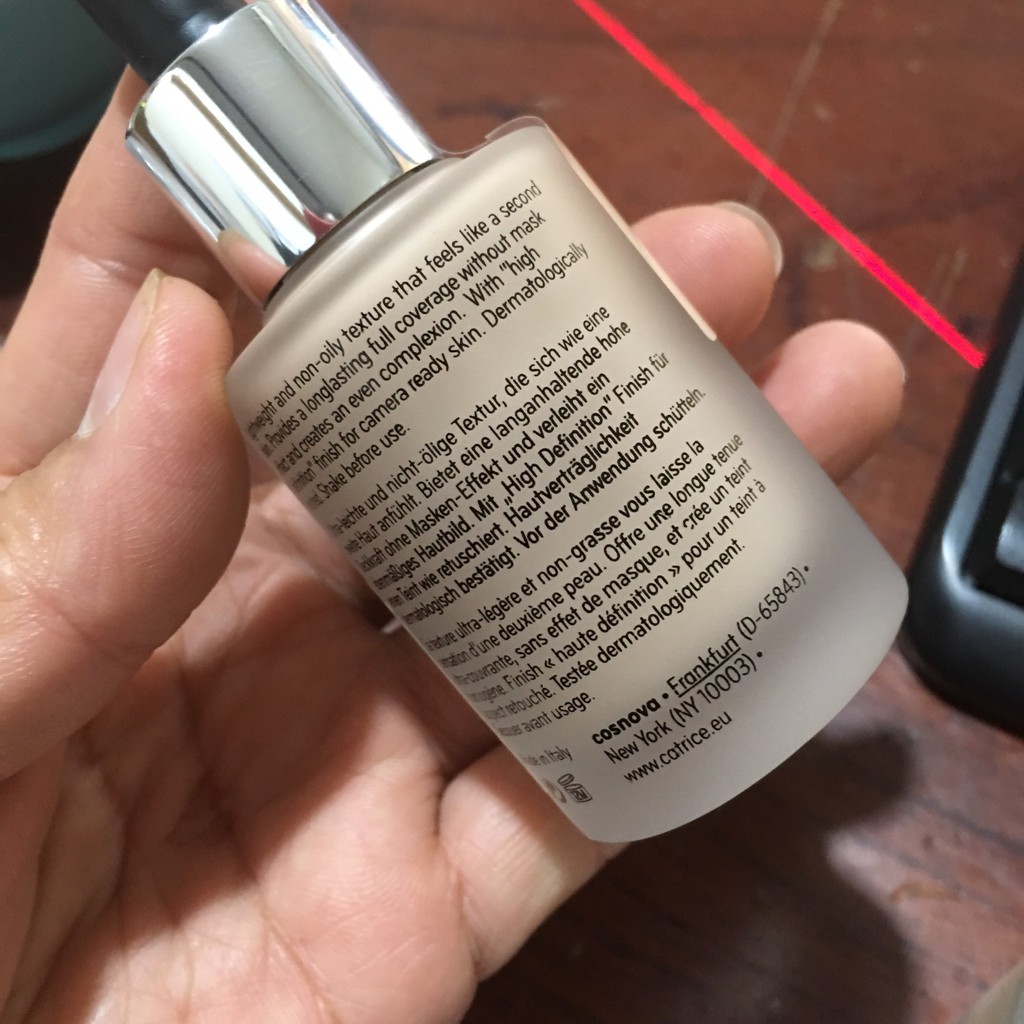 and non-oily texture that feels like a second
Provides a longlasting full coverage without mask
and creates an even complexion. With "high
finish for camera ready skin. Dermatologically
Shake before use.
und nicht-ölige Textur, die sich wie eine
Haut anfühlt. Bietet eine langanhaltende hohe
ohne Masken-Effekt und verleiht ein
Hautbild. Mit „High Definition" Finish für
Teint wie retuschiert. Hautverträglichkeit
bestätigt. Vor der Anwendung schütteln.
texture ultra-légère et non-grasse vous laisse la
d'une deuxième peau. Offre une longue tenue
couvrante, sans effet de masque, et crée un teint
Finish « haute définition » pour un teint à
retouché. Testée dermatologiquement.
avant usage.
in Italy
cosnova • Frankfurt (D-65843) •
New York (NY 10003) •
www.catrice.eu